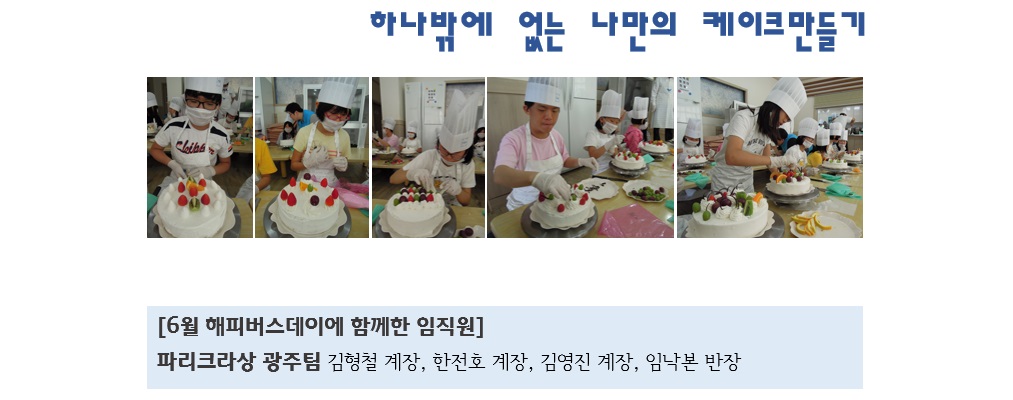 하나밖에 없는 나만의 케이크만들기
[6월 해피버스데이에 함께한 임직원]
파리크라상 광주팀 김형철 계장, 한전호 계장, 김영진 계장, 임낙본 반장